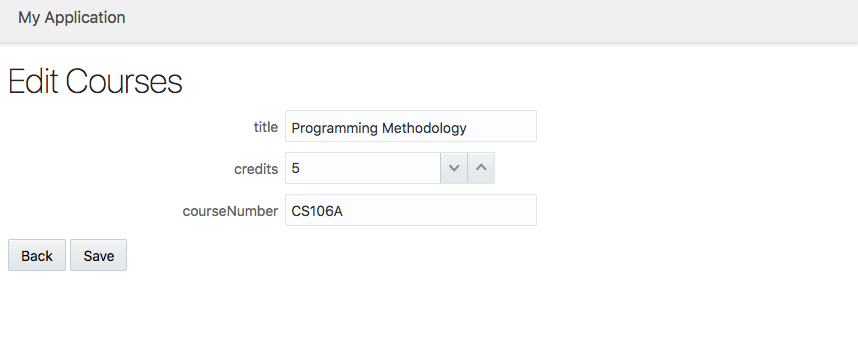 My Application
Edit Courses
title Programming Methodology
credits 5
courseNumber CS106A
Back Save